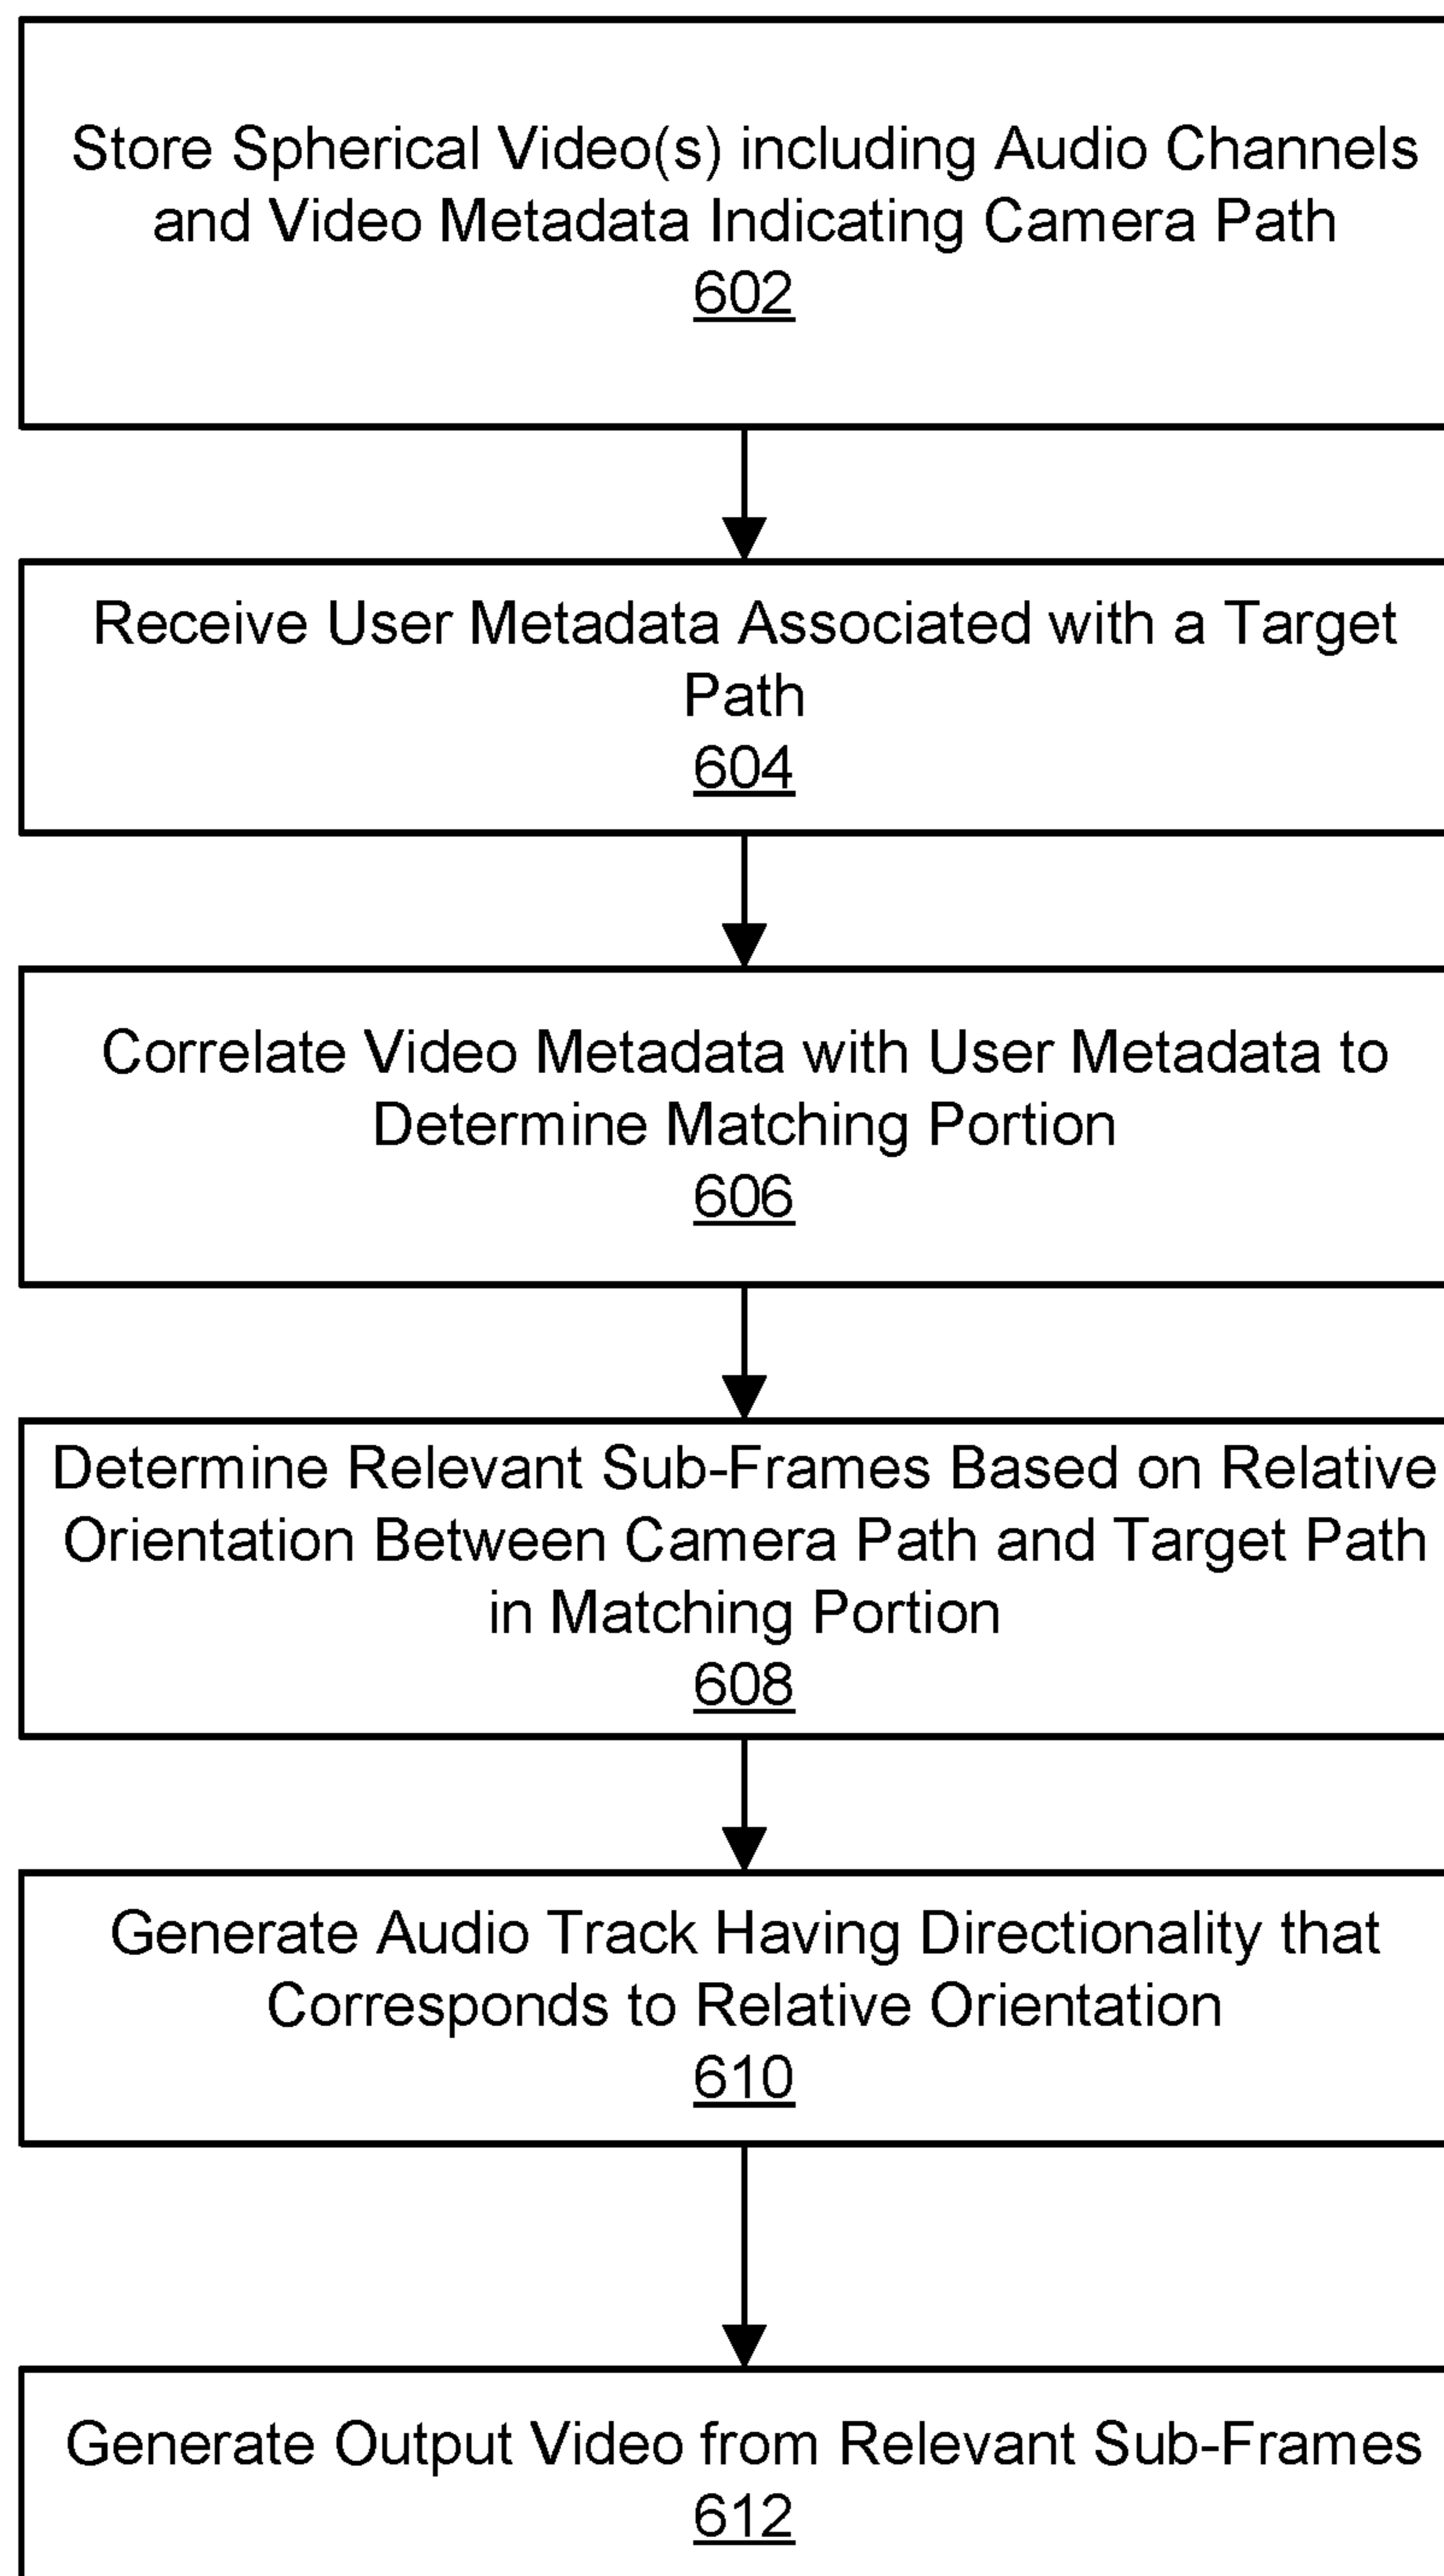 Store Spherical Video(s) including Audio Channels
and Video Metadata Indicating Camera Path
602
Receive User Metadata Associated with a Target
Path
604
Correlate Video Metadata with User Metadata to
Determine Matching Portion
606
Determine Relevant Sub-Frames Based on Relative
Orientation Between Camera Path and Target Path
in Matching Portion
608
Generate Audio Track Having Directionality that
Corresponds to Relative Orientation
610
Generate Output Video from Relevant Sub-Frames
612